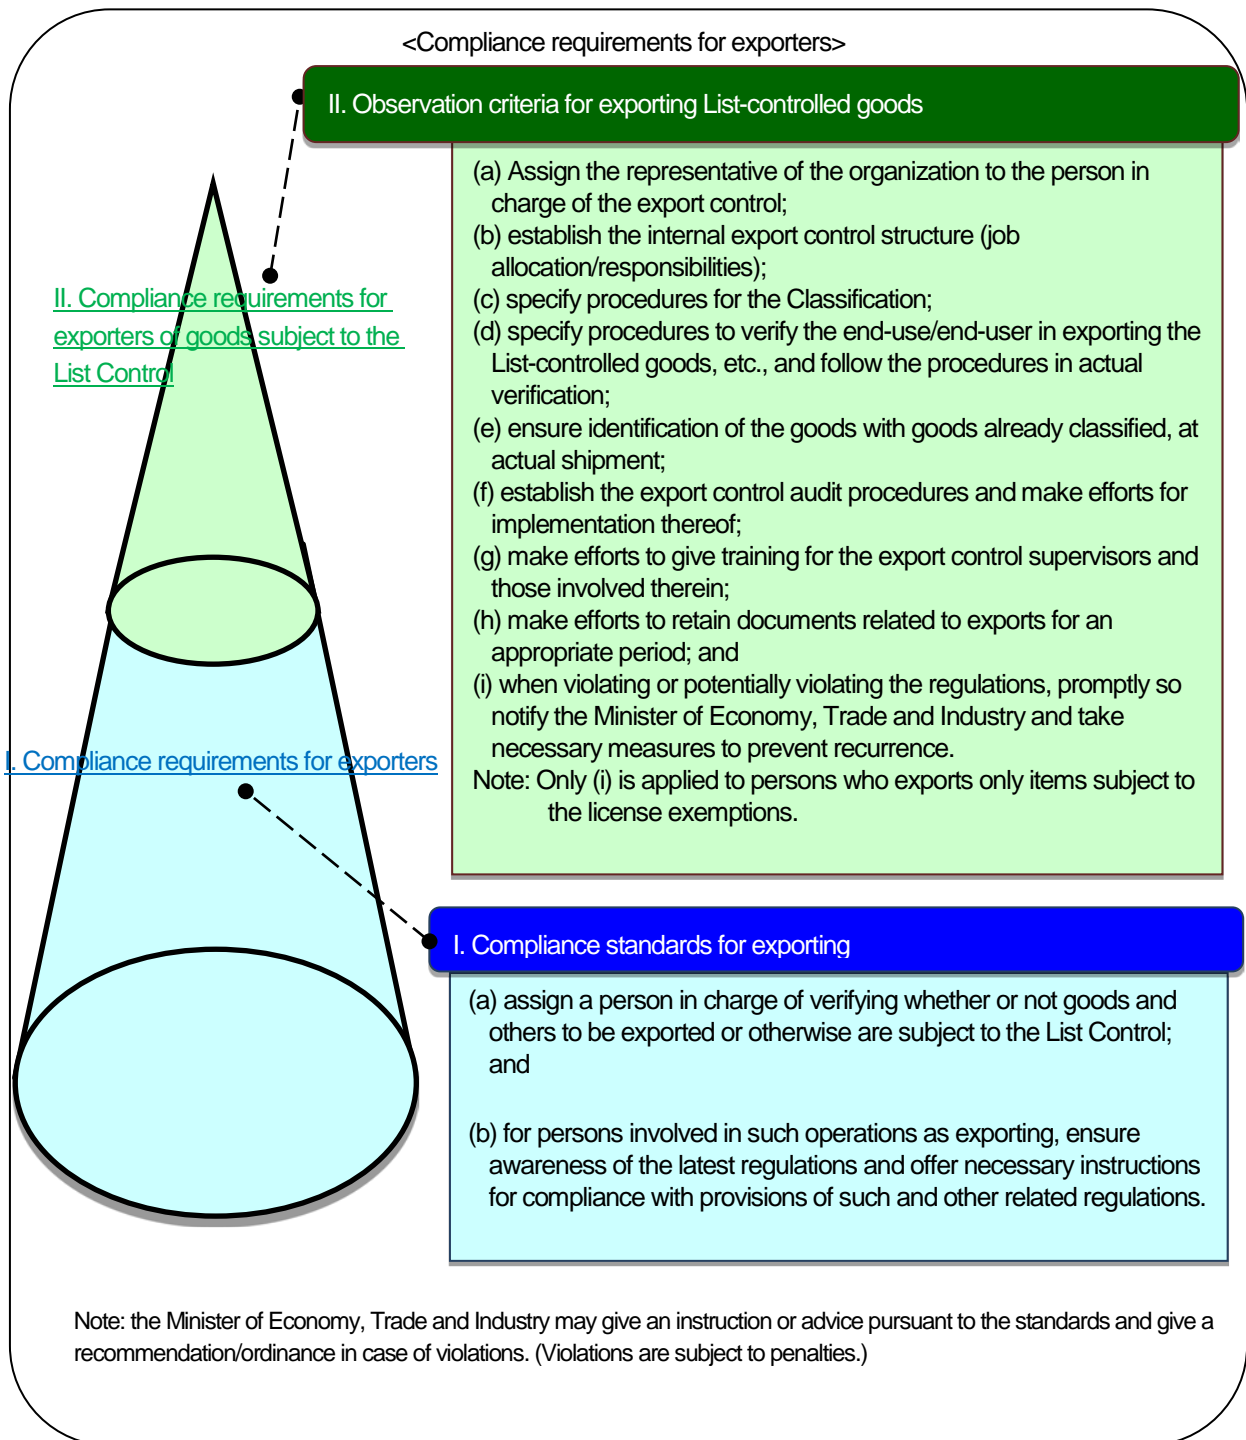 <Compliance requirements for exporters>
II. Observation criteria for exporting List-controlled goods
(a) Assign the representative of the organization to the person in
charge of the export control;
(b) establish the internal export control structure (job
allocation/responsibilities);
(c) specify procedures for the Classification;
(d) specify procedures to verify the end-use/end-user in exporting the
List-controlled goods, etc., and follow the procedures in actual
verification;
(e) ensure identification of the goods with goods already classified, at
actual shipment;
(f) establish the export control audit procedures and make efforts for
implementation thereof;
(g) make efforts to give training for the export control supervisors and
those involved therein;
(h) make efforts to retain documents related to exports for an
appropriate period; and
(i) when violating or potentially violating the regulations, promptly so
notify the Minister of Economy, Trade and Industry and take
necessary measures to prevent recurrence.
Note: Only (i) is applied to persons who exports only items subject to
the license exemptions.
II. Compliance requirements for
exporters of goods subject to the
List Control
I. Compliance requirements for exporters
I. Compliance standards for exporting
(a) assign a person in charge of verifying whether or not goods and
others to be exported or otherwise are subject to the List Control;
and
(b) for persons involved in such operations as exporting, ensure
awareness of the latest regulations and offer necessary instructions
for compliance with provisions of such and other related regulations.
Note: the Minister of Economy, Trade and Industry may give an instruction or advice pursuant to the standards and give a
recommendation/ordinance in case of violations. (Violations are subject to penalties.)